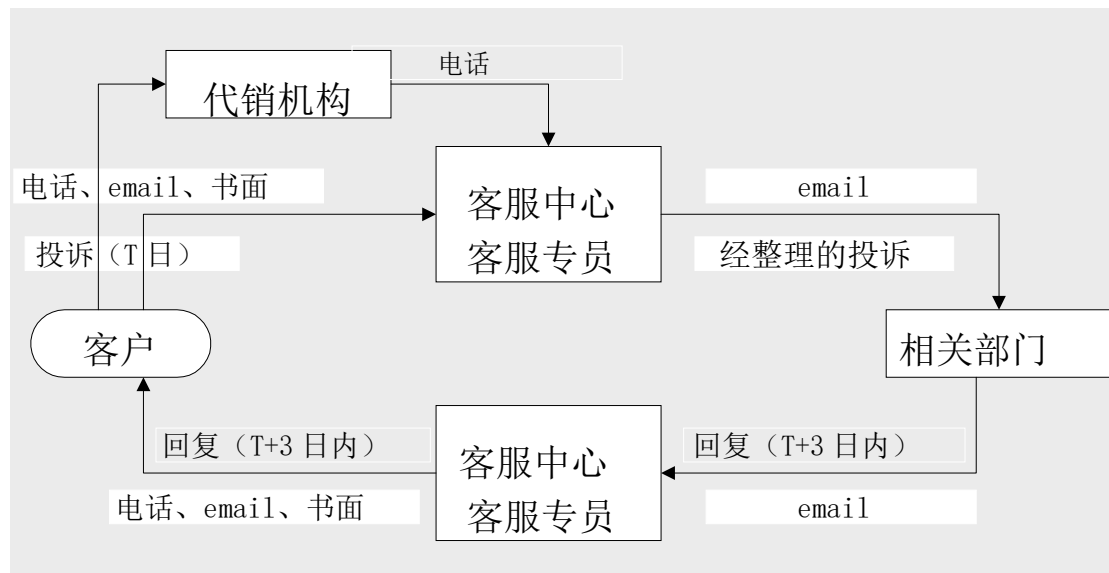 电话
代销机构
电话、email、书面
客服中心
客服专员
email
投诉（T日）
经整理的投诉
客户
相关部门
回复（T+3 日内）
客服中心
客服专员
回复（T+3 日内）
电话、email、书面
email